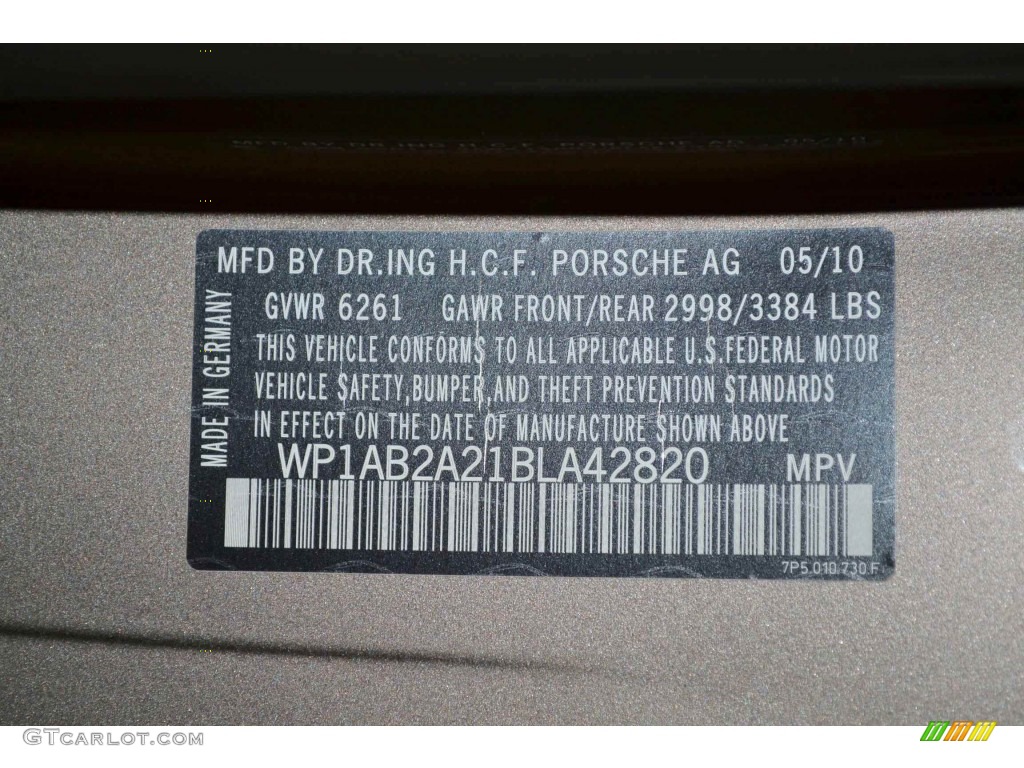 MFD BY DR.ING H.C.F. PORSCHE AG 05/10
GVWR 6261 GAWR FRONT/REAR 2998/3384 LBS
THIS VEHICLE CONFORMS TO ALL APPLICABLE U.S.FEDERAL MOTOR
VEHICLE SAFETY,BUMPER,AND THEFT PREVENTION STANDARDS
IN EFFECT ON THE DATE OF MANUFACTURE SHOWN ABOVE
MADE IN GERMANY
WP1AB2A21BLA42820 MPV
7P5.010.730.F
GTCarlot.com